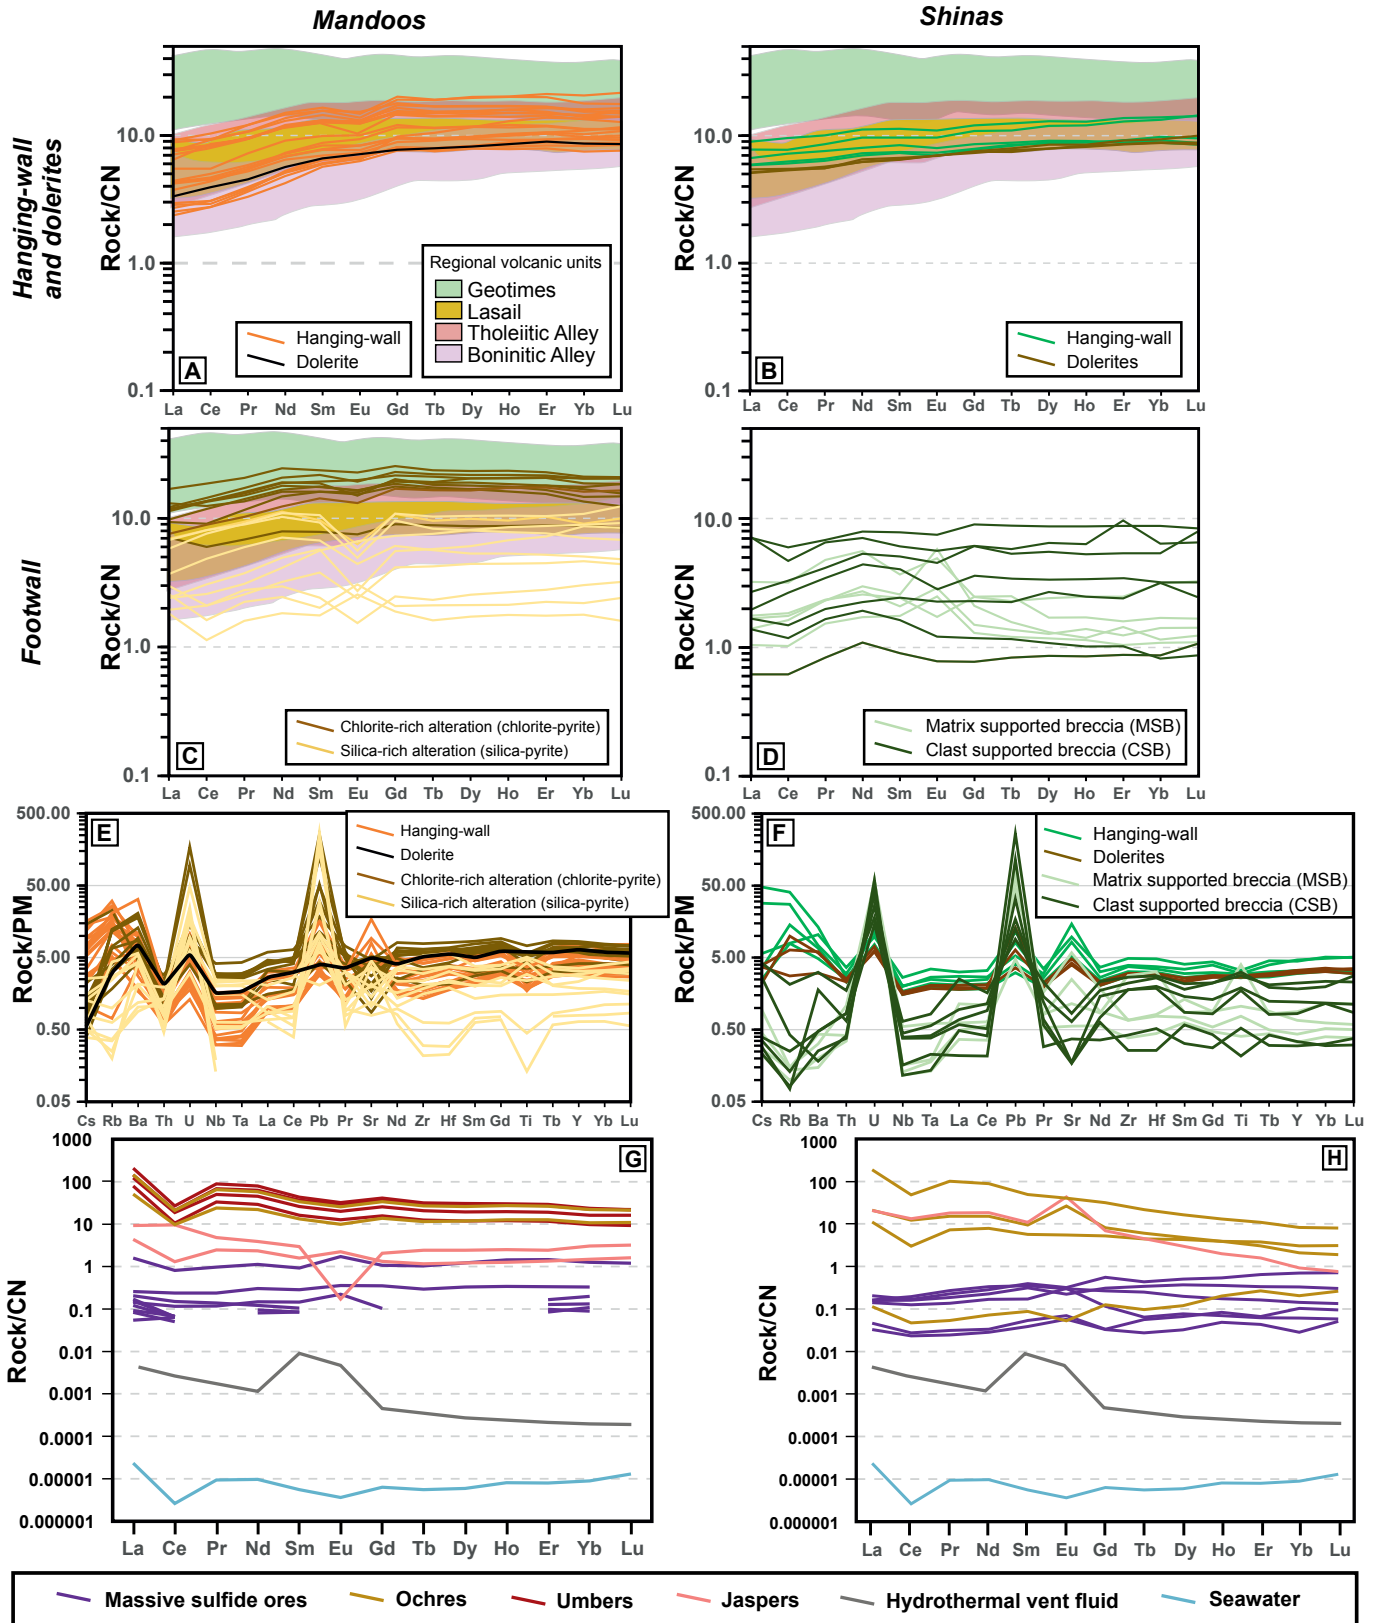 Mandoos
Shinas
Hanging-wall
and dolerites
Rock/CN
10.0
1.0
0.1
Regional volcanic units
Geotimes
Lasail
Tholeiitic Alley
Boninitic Alley
Hanging-wall
Dolerite
A
La Ce Pr Nd Sm Eu Gd Tb Dy Ho Er Yb Lu
Rock/CN
10.0
1.0
0.1
Hanging-wall
Dolerites
B
La Ce Pr Nd Sm Eu Gd Tb Dy Ho Er Yb Lu
Footwall
Rock/CN
10.0
1.0
0.1
Chlorite-rich alteration (chlorite-pyrite)
Silica-rich alteration (silica-pyrite)
C
La Ce Pr Nd Sm Eu Gd Tb Dy Ho Er Yb Lu
Rock/CN
10.0
1.0
0.1
Matrix supported breccia (MSB)
Clast supported breccia (CSB)
D
La Ce Pr Nd Sm Eu Gd Tb Dy Ho Er Yb Lu
Rock/PM
500.00
50.00
5.00
0.50
0.05
E
Hanging-wall
Dolerite
Chlorite-rich alteration (chlorite-pyrite)
Silica-rich alteration (silica-pyrite)
Cs Rb Ba Th U Nb Ta La Ce Pb Pr Sr Nd Zr Hf Sm Gd Ti Tb Y Yb Lu
Rock/PM
500.00
50.00
5.00
0.50
0.05
F
Hanging-wall
Dolerites
Matrix supported breccia (MSB)
Clast supported breccia (CSB)
Cs Rb Ba Th U Nb Ta La Ce Pb Pr Sr Nd Zr Hf Sm Gd Ti Tb Y Yb Lu
Rock/CN
1000
100
10
1
0.1
0.01
0.001
0.0001
0.00001
0.000001
G
La Ce Pr Nd Sm Eu Gd Tb Dy Ho Er Yb Lu
Rock/CN
1000
100
10
1
0.1
0.01
0.001
0.0001
0.00001
0.000001
H
La Ce Pr Nd Sm Eu Gd Tb Dy Ho Er Yb Lu
Massive sulfide ores Ochres Umbers Jaspers Hydrothermal vent fluid Seawater